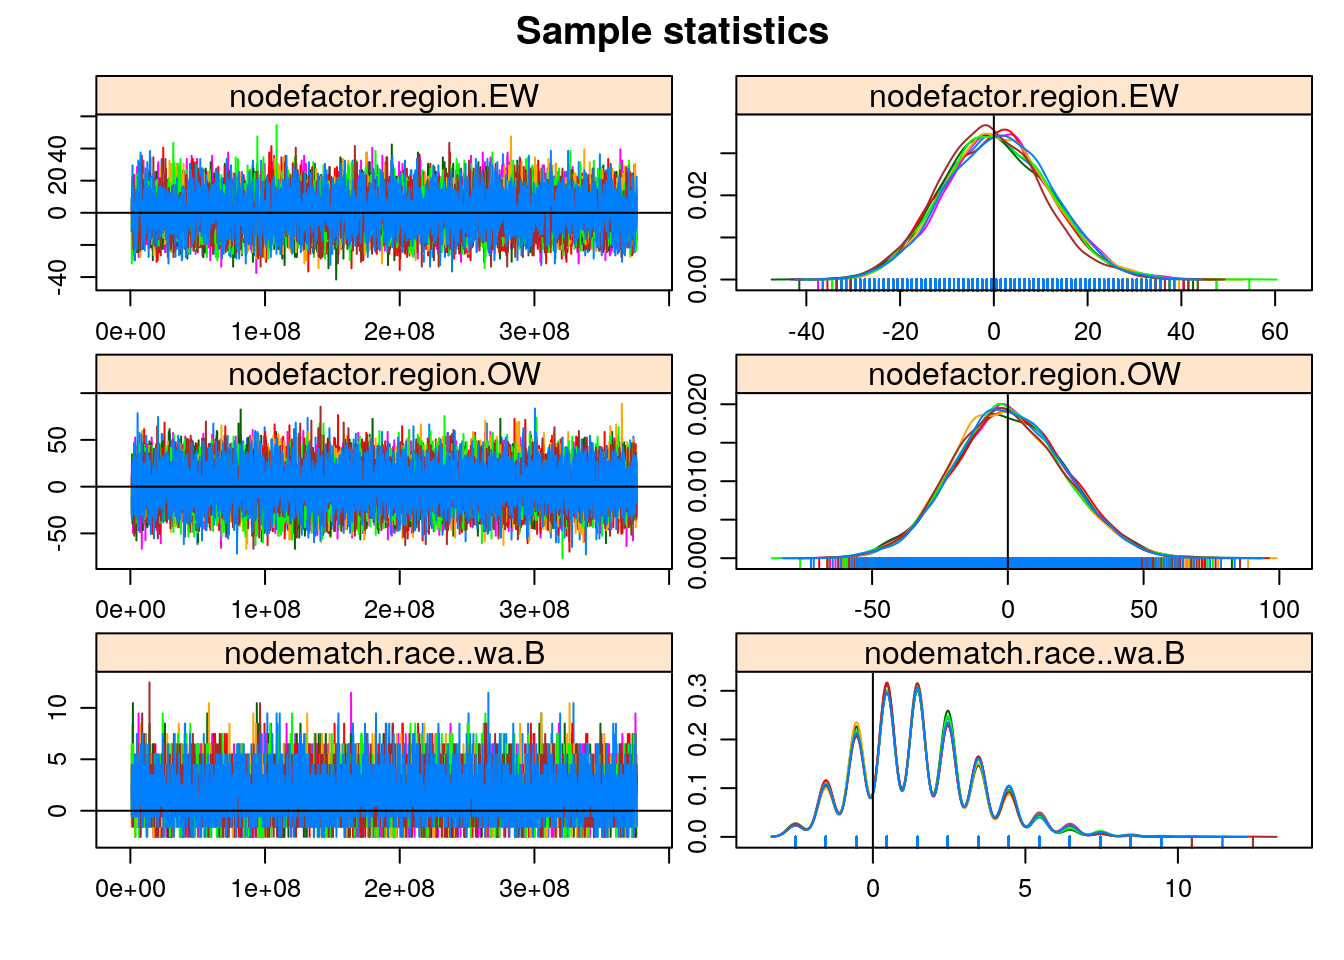 Sample statistics
nodefactor.region.EW
-40 0 20 40
0e+00 1e+08 2e+08 3e+08
nodefactor.region.EW
0.00 0.02
-40 -20 0 20 40 60
nodefactor.region.OW
-50 0 50
0e+00 1e+08 2e+08 3e+08
nodefactor.region.OW
0.000 0.010 0.020
-50 0 50 100
nodematch.race..wa.B
0 5 10
0e+00 1e+08 2e+08 3e+08
nodematch.race..wa.B
0.0 0.1 0.2 0.3
0 5 10